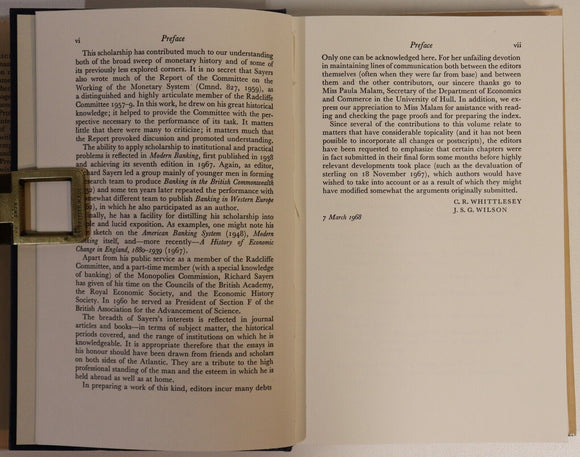 vi Preface
This scholarship has contributed much to our understanding
both of the broad sweep of monetary history and of some of
its previously less explored corners. It is no secret that Sayers
also wrote much of the Report of the Committee on the
Working of the Monetary System (Cmnd. 827, 1959), as
a distinguished and highly articulate member of the Radcliffe
Committee 1957-9. In this work, he drew on his great historical
knowledge; it helped to provide the Committee with the per-
spective necessary to the performance of its task. It matters
little that there were many to criticize; it matters much that
the Report provoked discussion and promoted understanding.
The ability to apply scholarship to institutional and practical
problems is reflected in Modern Banking, first published in 1938
and achieving its seventh edition in 1967. Again, as editor,
Richard Sayers led a group mainly of younger men in forming
research team to produce Banking in the British Commonwealth
2) and some ten years later repeated the performance with
somewhat different team to publish Banking in Western Europe
62), in which he also participated as an author.
inally, he has a facility for distilling his scholarship into
ple and lucid exposition. As examples, one might note his
sketch on the American Banking System (1948), Modern
king itself, and—more recently—A History of Economic
Change in England, 1880-1939 (1967).
Apart from his public service as a member of the Radcliffe
Committee, and a part-time member (with special knowledge
of banking) of the Monopolies Commission, Richard Sayers
has given of his time on the Councils of the British Academy,
the Royal Economic Society, and the Economic History
Society. In 1960 he served as President of Section F of the
British Association for the Advancement of Science.
The breadth of Sayers's interests is reflected in journal
articles and books—in terms of subject matter, the historical
periods covered, and the range of institutions on which he is
knowledgeable. It is appropriate therefore that the essays in
his honour should have been drawn from friends and scholars
on both sides of the Atlantic. They are a tribute to the high
professional standing of the man and the esteem in which he is
held abroad as well as at home.
In preparing a work of this kind, editors incur many debts
Preface vii
Only one can be acknowledged here. For her unfailing devotion
in maintaining lines of communication both between the editors
themselves (often when they were far from base) and between
them and the other contributors, our sincere thanks go to
Miss Paula Malam, Secretary of the Department of Economics
and Commerce in the University of Hull. In addition, we ex-
press our appreciation to Miss Malam for assistance with reading
and checking the page proofs and for preparing the index.
Since several of the contributions to this volume relate to
matters that have considerable topicality (and it has not been
possible to incorporate all changes or postscripts), the editors
have been requested to emphasize that certain chapters were
in fact submitted in their final form some months before highly
relevant developments took place (such as the devaluation of
sterling on 18 November 1967), which authors would have
wished to take into account or as a result of which they might
have modified somewhat the arguments originally submitted.
C. R. WHITTLESEY
J. S. G. WILSON
7 March 1968